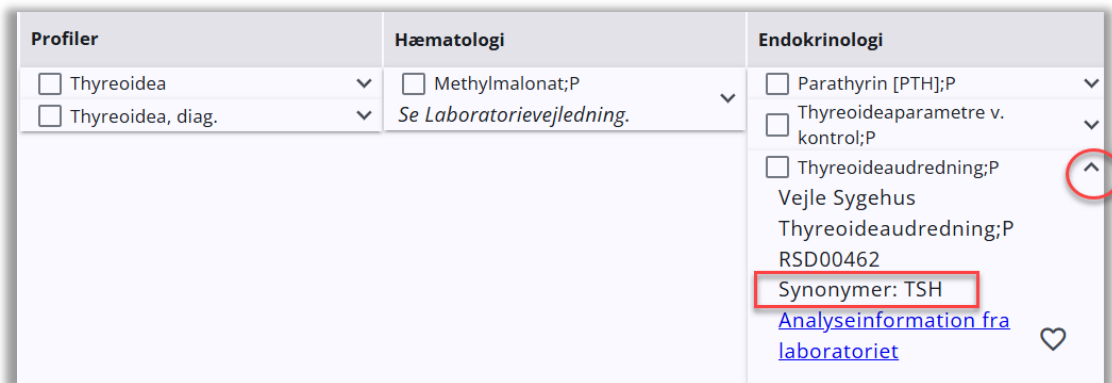 Profiler
Thyreoidea
Thyreoidea, diag.
Hæmatologi
Methylmalonat;P
Se Laboratorievejledning.
Endokrinologi
Parathyrin [PTH];P
Thyreoideaparametre v.
kontrol;P
Thyreoideaudredning;P
Vejle Sygehus
Thyreoideaudredning;P
RSD00462
Synonymer: TSH
Analyseinformation fra
laboratoriet